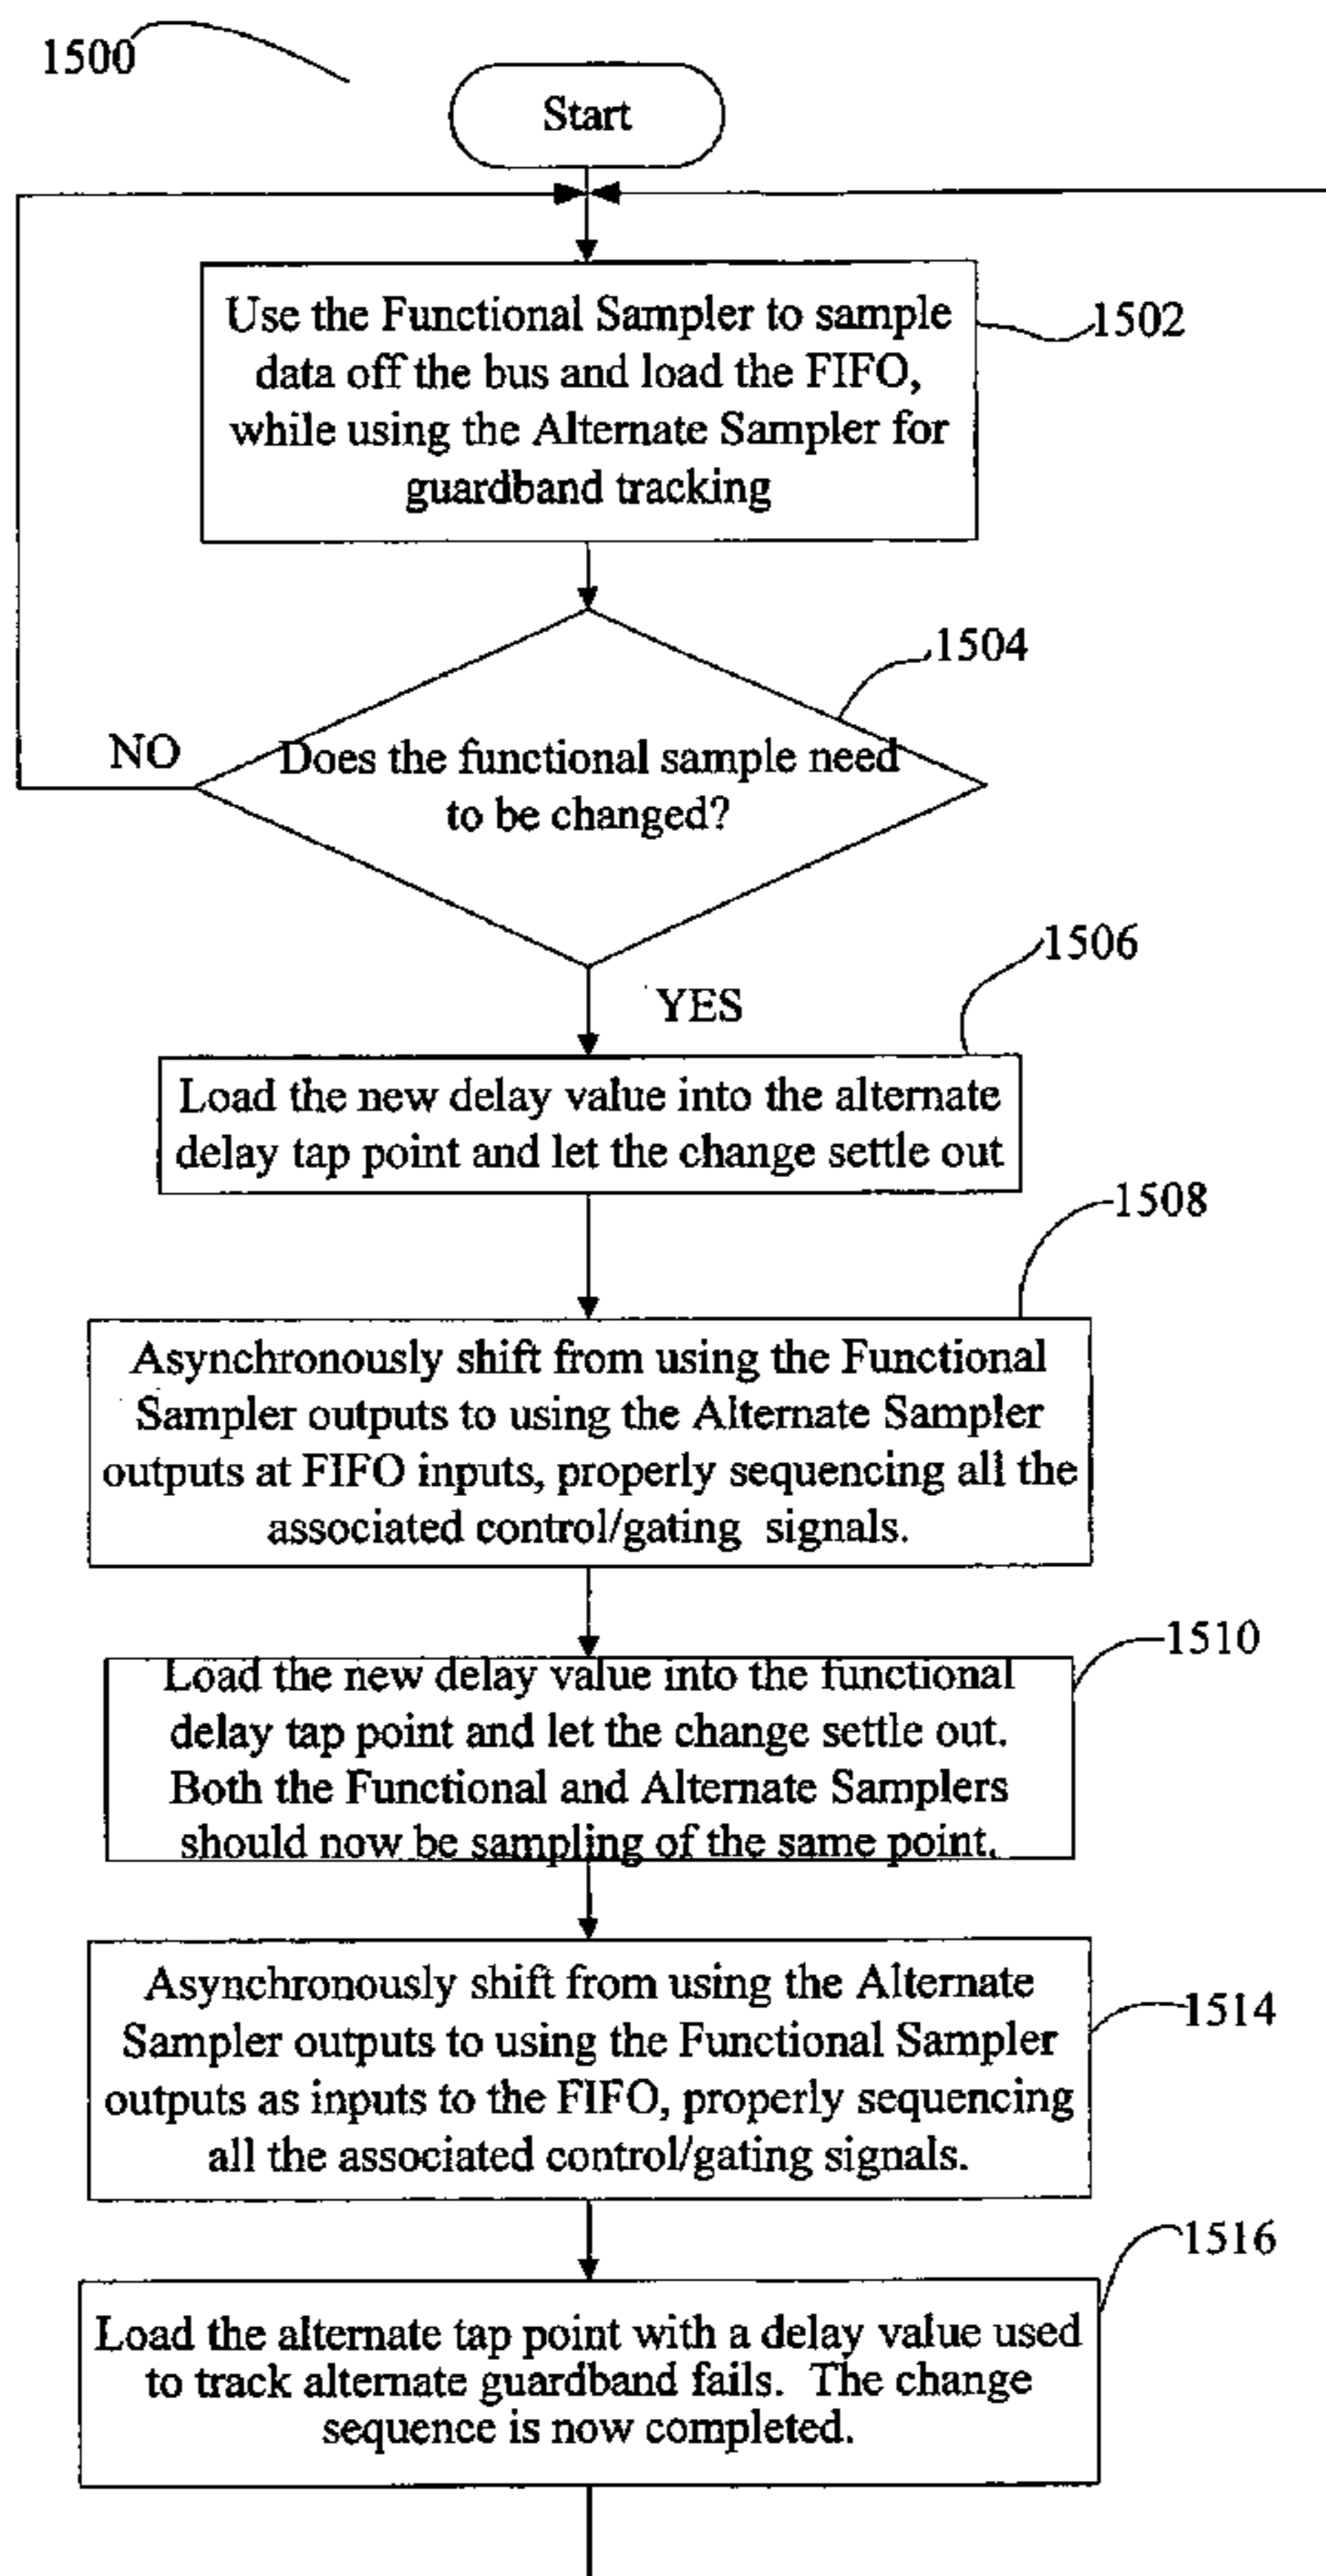 1500
Start
Use the Functional Sampler to sample
data off the bus and load the FIFO,
while using the Alternate Sampler for
guardband tracking
1502
1504
NO
Does the functional sample need
to be changed?
YES
1506
Load the new delay value into the alternate
delay tap point and let the change settle out
1508
Asynchronously shift from using the Functional
Sampler outputs to using the Alternate Sampler
outputs at FIFO inputs, properly sequencing all the
associated control/gating signals.
1510
Load the new delay value into the functional
delay tap point and let the change settle out.
Both the Functional and Alternate Samplers
should now be sampling of the same point.
Asynchronously shift from using the Alternate
Sampler outputs to using the Functional Sampler
outputs as inputs to the FIFO, properly sequencing
all the associated control/gating signals.
1514
1516
Load the alternate tap point with a delay value used
to track alternate guardband fails. The change
sequence is now completed.